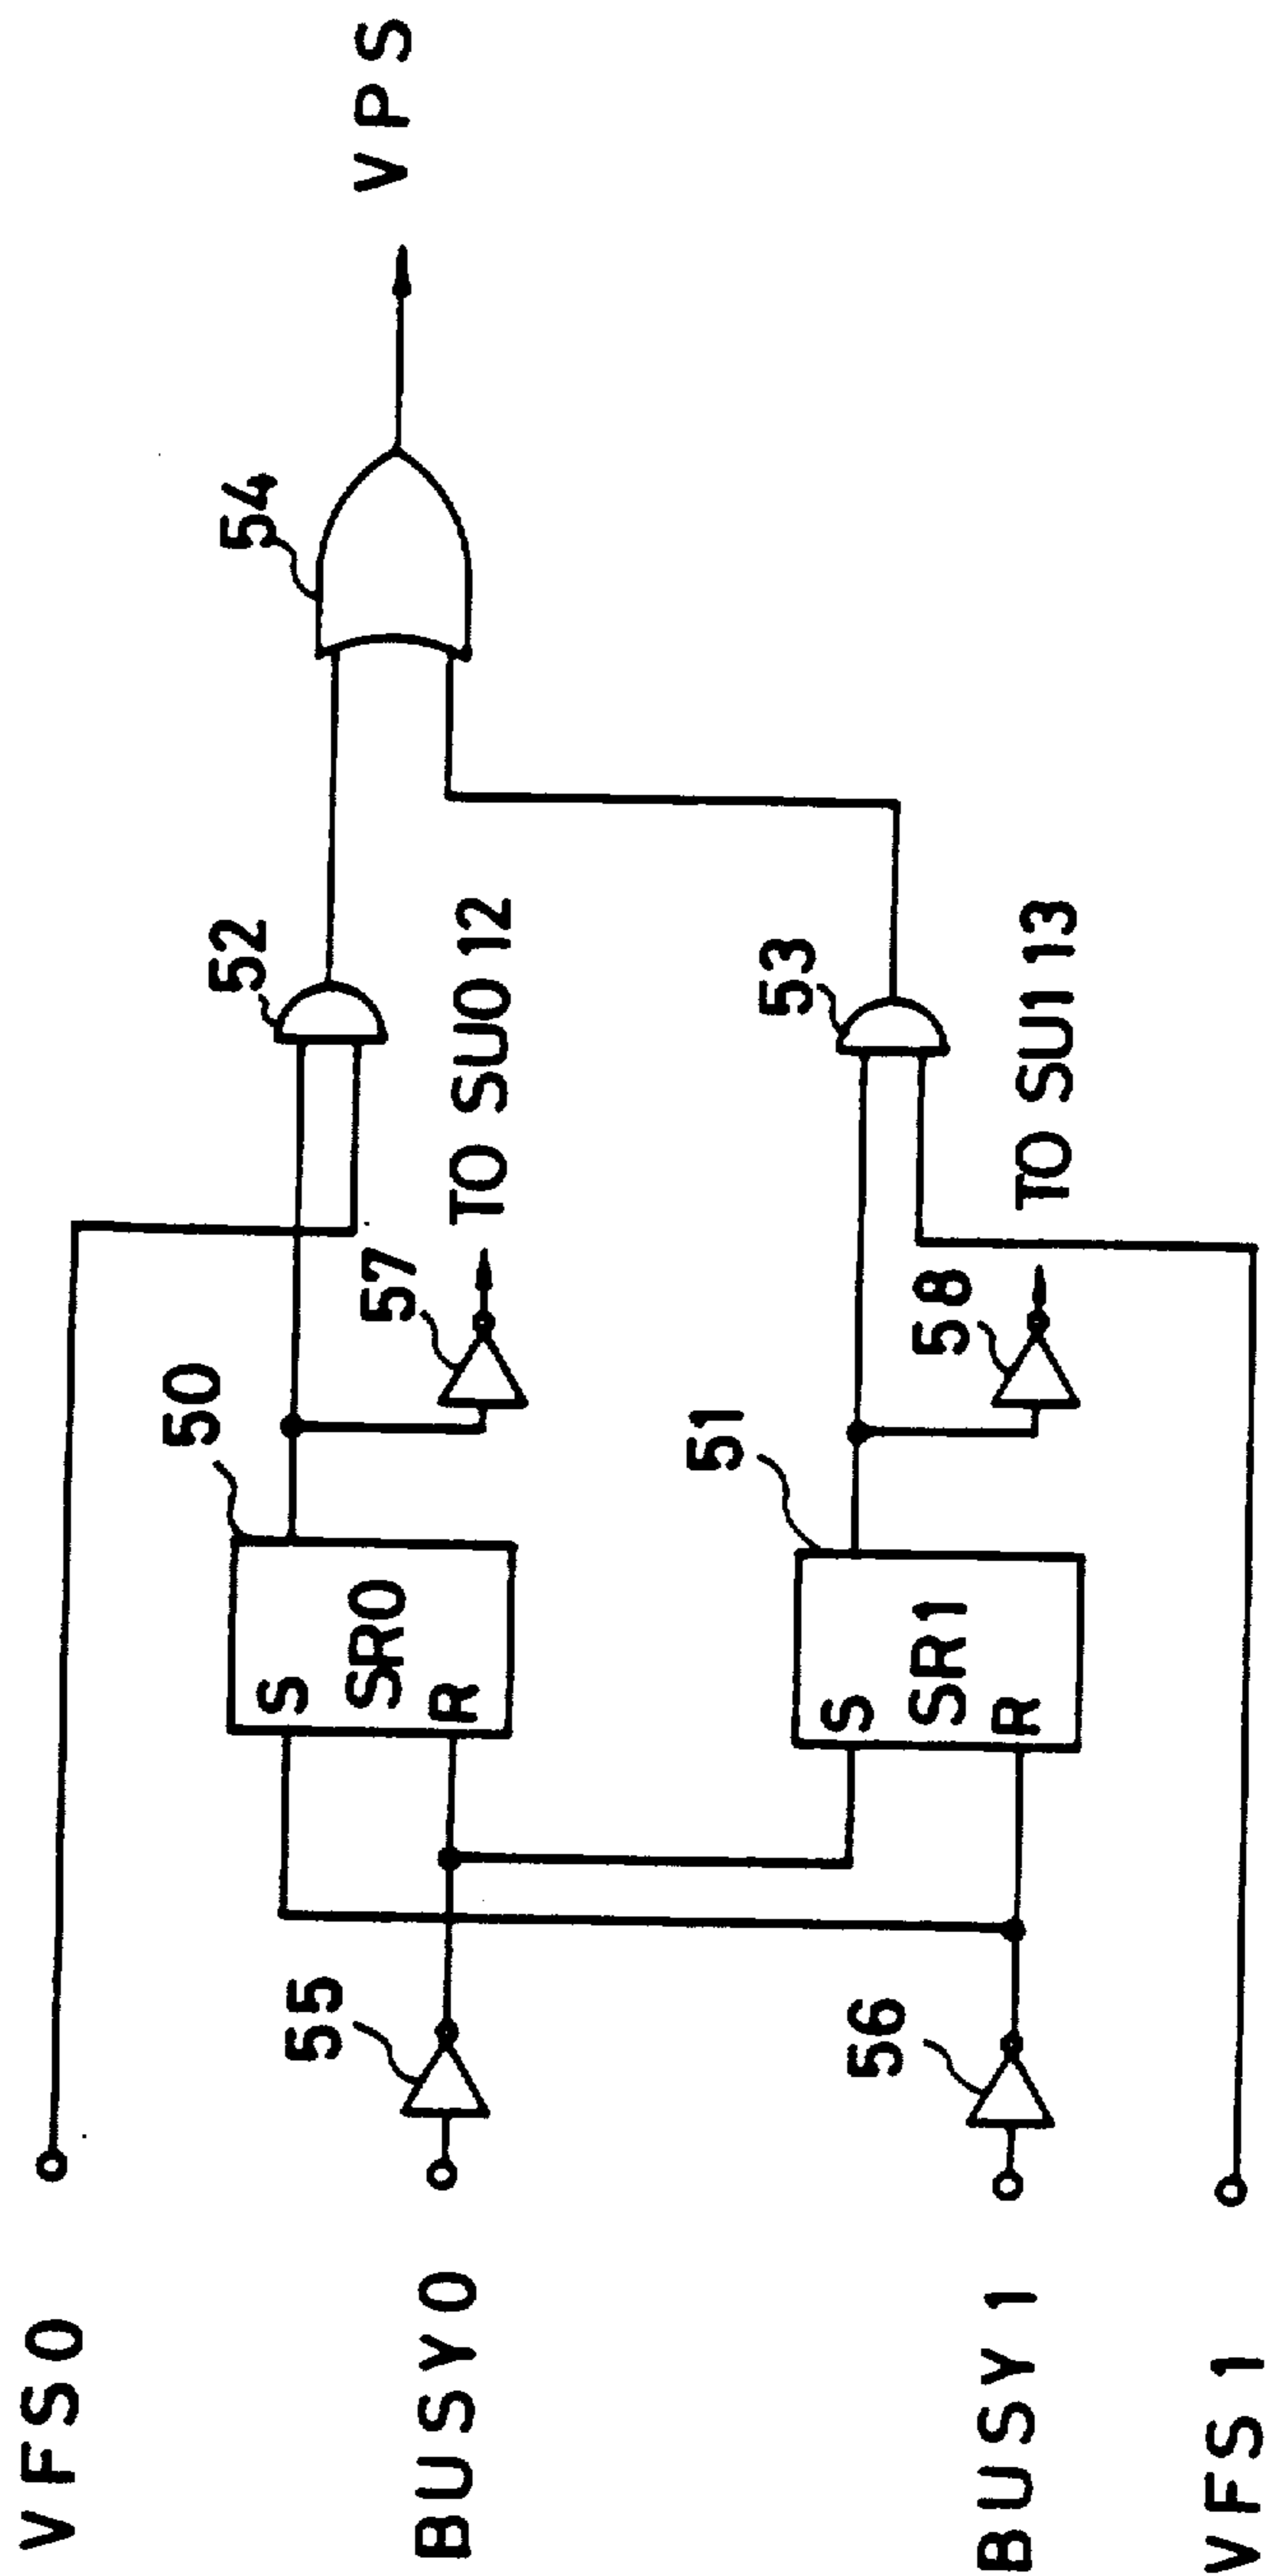 VFS0
BUSY0
BUSY1
VFS1
55
56
S
SR0
R
50
S
SR1
R
51
57
TO SU0 12
58
TO SU1 13
52
53
54
VPS